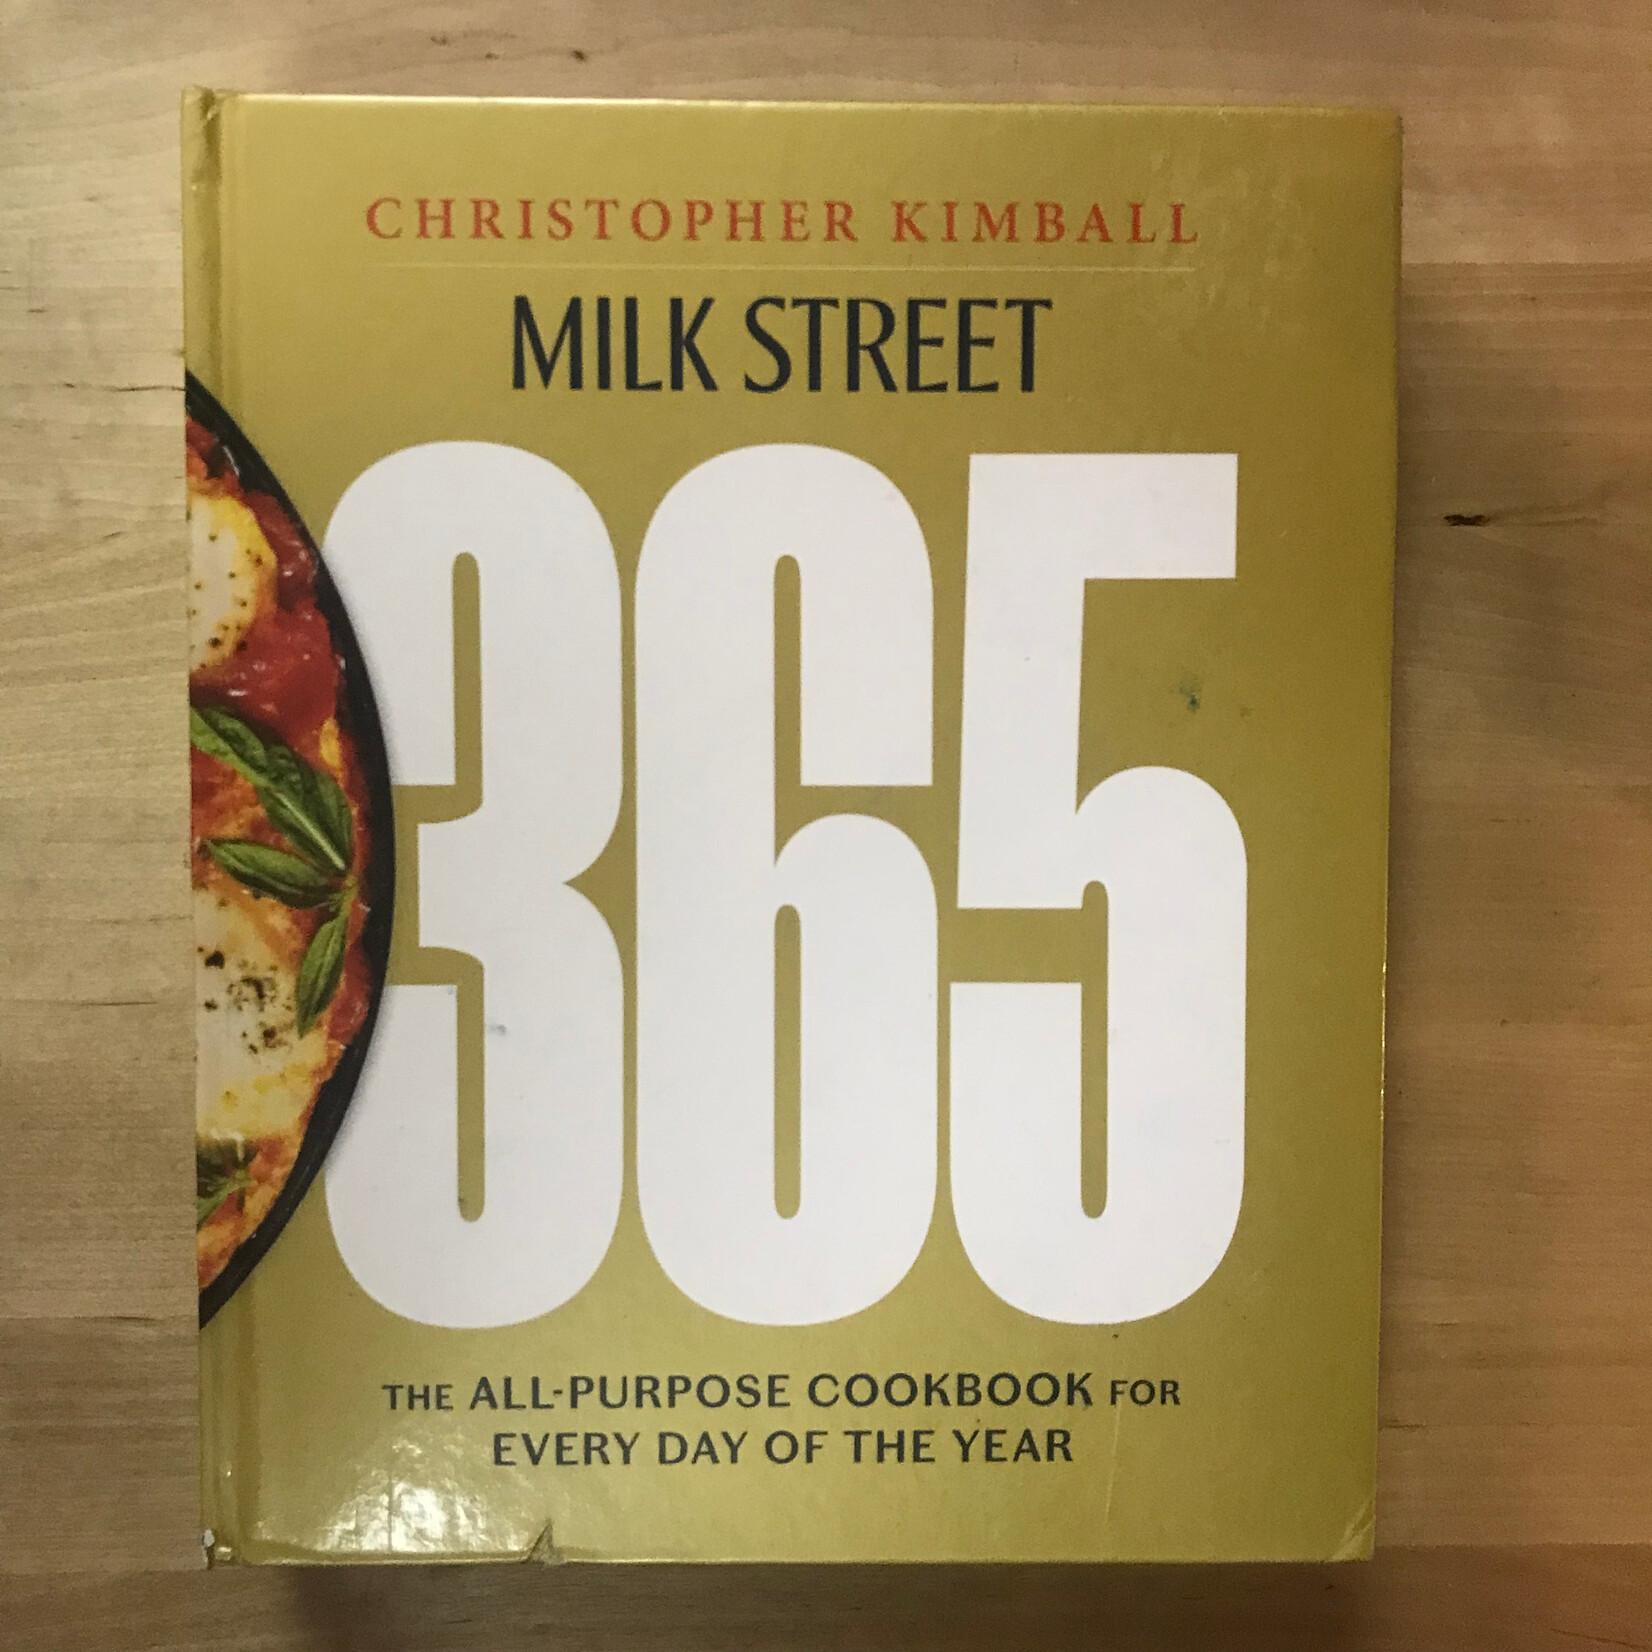 CHRISTOPHER KIMBALL
MILK STREET
365
THE ALL-PURPOSE COOKBOOK FOR
EVERY DAY OF THE YEAR